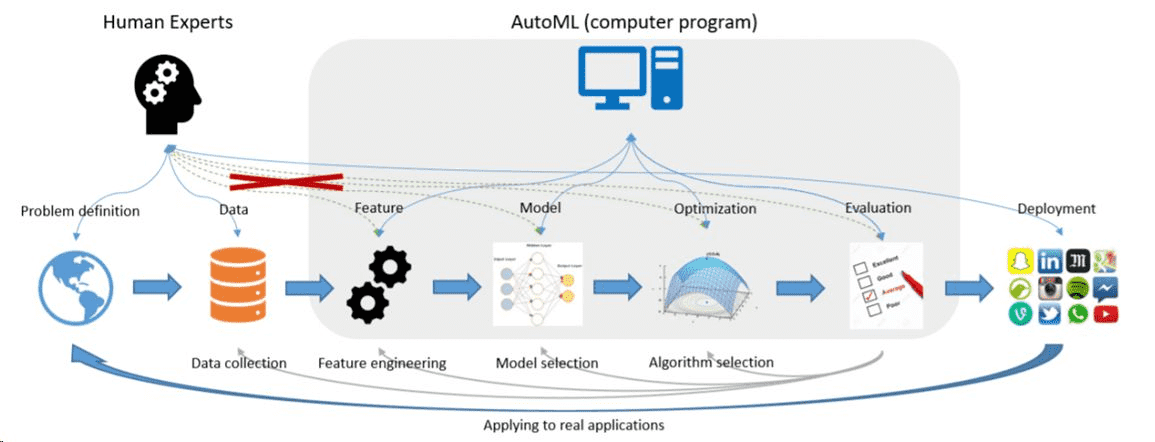 Human Experts
AutoML (computer program)
Problem definition
Data
Feature
Model
Optimization
Evaluation
Deployment
Hidden Layer
Input Layer
Output Layer
Excellent
Good
Average
Poor
Data collection
Feature engineering
Model selection
Algorithm selection
Applying to real applications